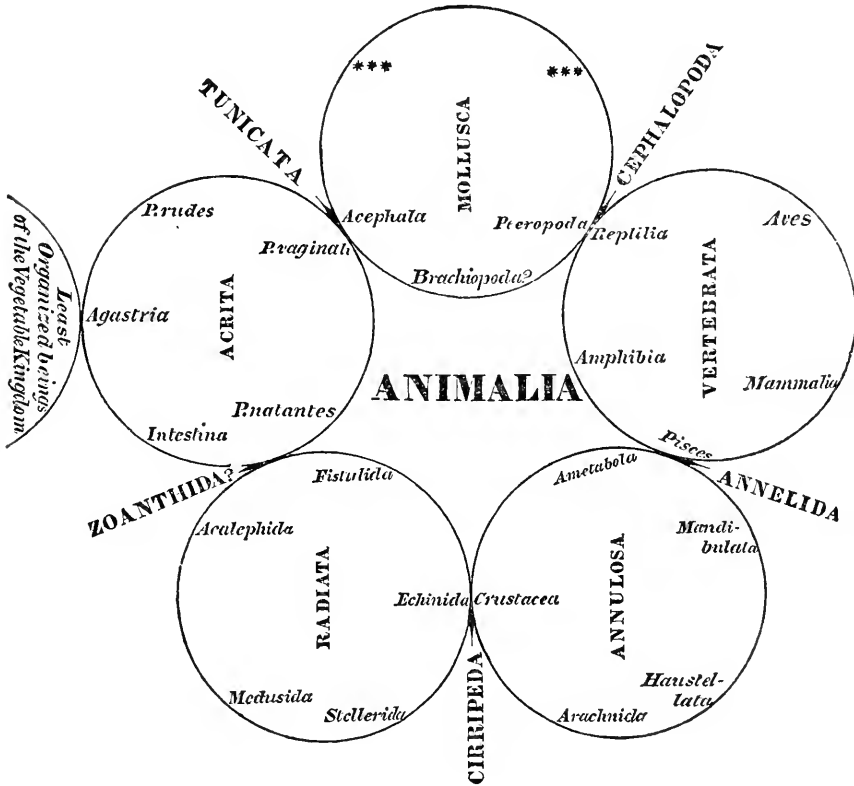 ***
***
MOLLUSCA
Acephala
Pteropoda
Brachiopoda?
TUNICATA
CEPHALOPODA
P.rudes
P.vaginati
Agastria
ACRITA
P.natantes
Intestina
Least
Organized beings
of the Vegetable Kingdom
ANIMALIA
Reptilia
Aves
VERTEBRATA
Amphibia
Mammalia
Pisces
ZOANTHIDA?
ANNELIDA
Fistulida
Acalephida
RADIATA
Echinida
Medusida
Stellerida
Ametabola
Mandi-
bulata
ANNULOSA
Crustacea
Haustel-
lata
Arachnida
CIRRIPEDA